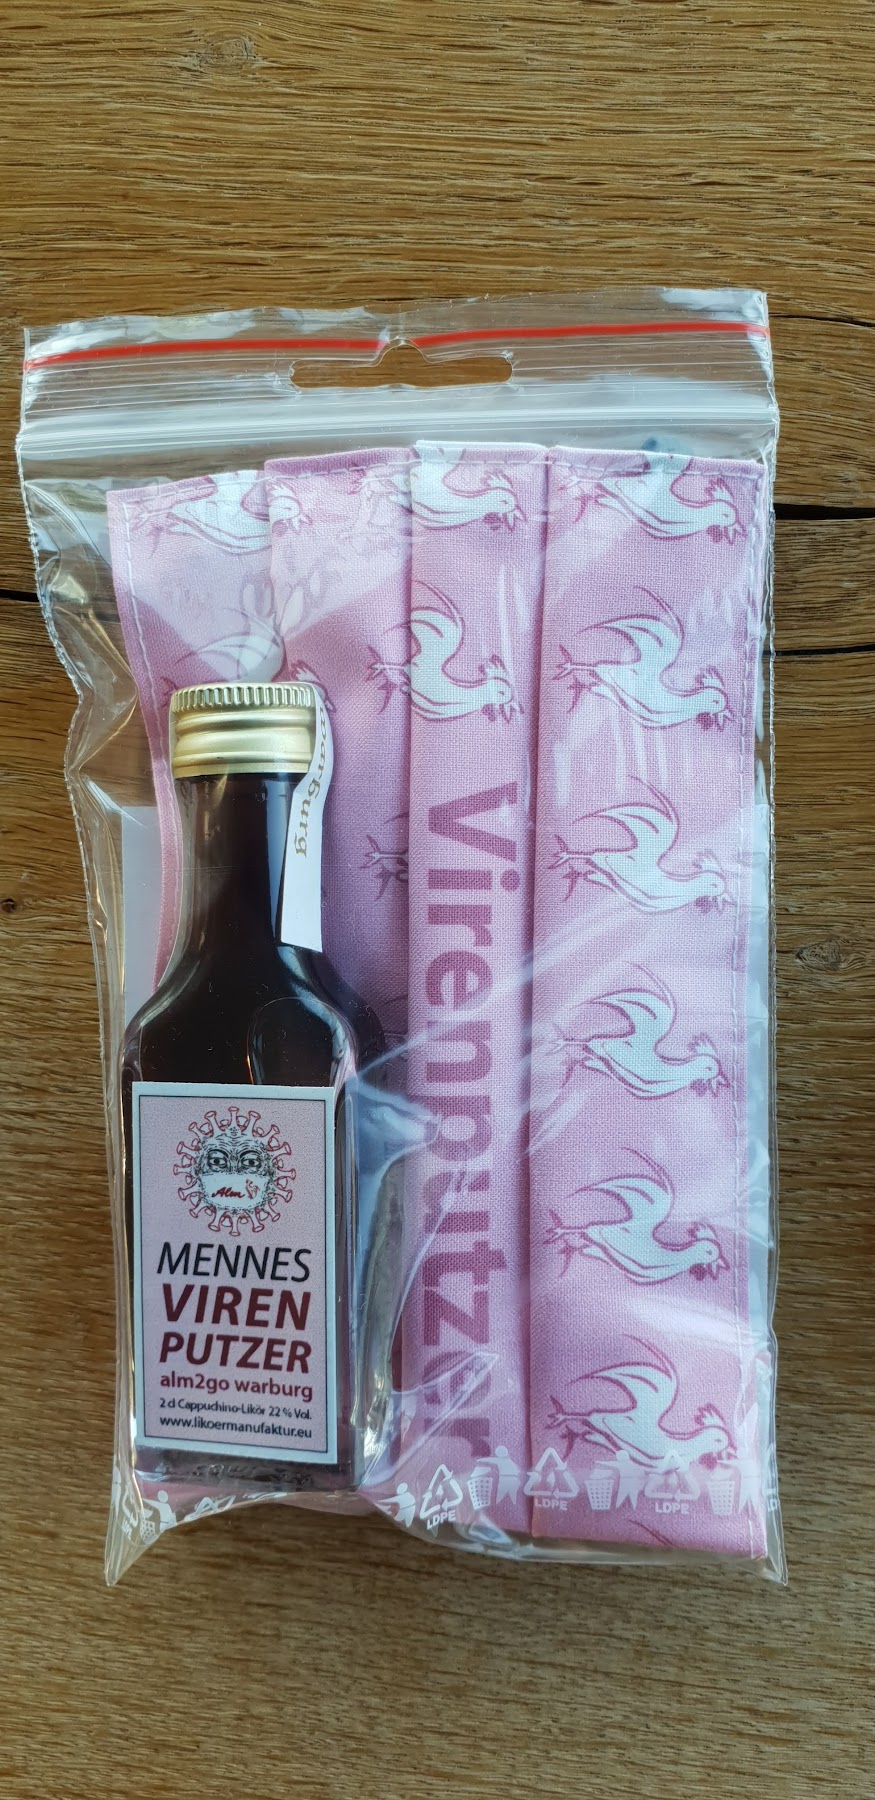 warburg
Virenputzer
Alm
MENNES
VIREN
PUTZER
alm2go warburg
2 cl Cappuchino-Likör 22 % Vol.
www.likoermanufaktur.eu
LDPE
LDPE
LDPE